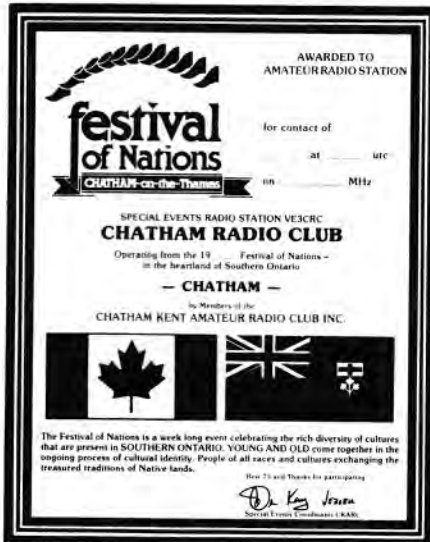 AWARDED TO
AMATEUR RADIO STATION
festival
of Nations
CHATHAM-on-the-Thames
for contact of
at utc
on MHz
SPECIAL EVENTS RADIO STATION VE3CRC
CHATHAM RADIO CLUB
Operating from the 19 Festival of Nations –
in the heartland of Southern Ontario
— CHATHAM —
by Members of the
CHATHAM KENT AMATEUR RADIO CLUB INC.
The Festival of Nations is a week long event celebrating the rich diversity of cultures
that are present in SOUTHERN ONTARIO. YOUNG AND OLD come together in the
ongoing process of cultural identity. People of all races and cultures exchanging the
treasured traditions of Native lands.
Best 73 and Thanks for participating
Kay
Special Events Coordinator